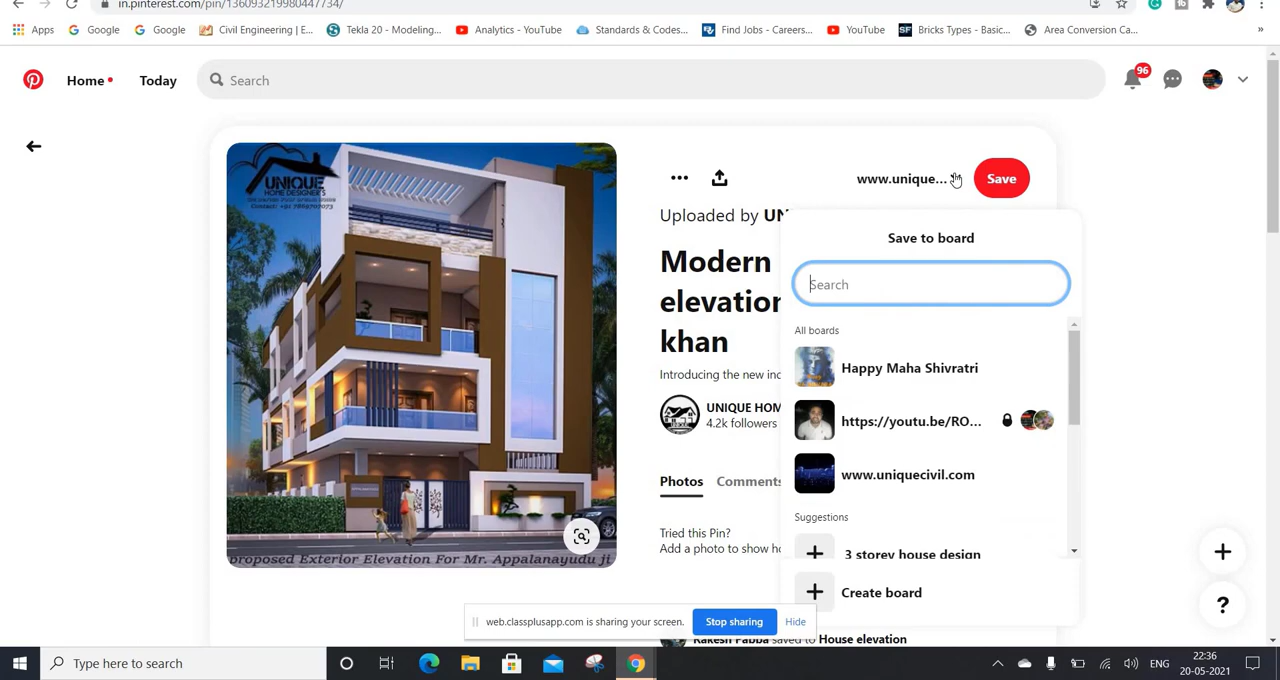 in.pinterest.com/pin/13609321980447734/
Apps
Google
Google
Civil Engineering | E...
Tekla 20 - Modeling...
Analytics - YouTube
Standards & Codes...
Find Jobs - Careers...
YouTube
SF
Bricks Types - Basic...
Area Conversion Ca...
»
Home
Today
Search
96
UNIQUE
HOME DESIGNER'S
www.unique...
Save
Uploaded by UN
Modern
elevation
khan
Introducing the new inc
UNIQUE HOM
4.2k followers
Photos
Comments
Tried this Pin?
Add a photo to show ho
Save to board
Search
All boards
Happy Maha Shivratri
https://youtu.be/RO...
www.uniquecivil.com
Suggestions
3 storey house design
Create board
proposed Exterior Elevation For Mr. Appalanayudu ji
web.classplusapp.com is sharing your screen.
Stop sharing
Hide
Rakesh Pabba saved to House elevation
?
Type here to search
ENG
22:36
20-05-2021